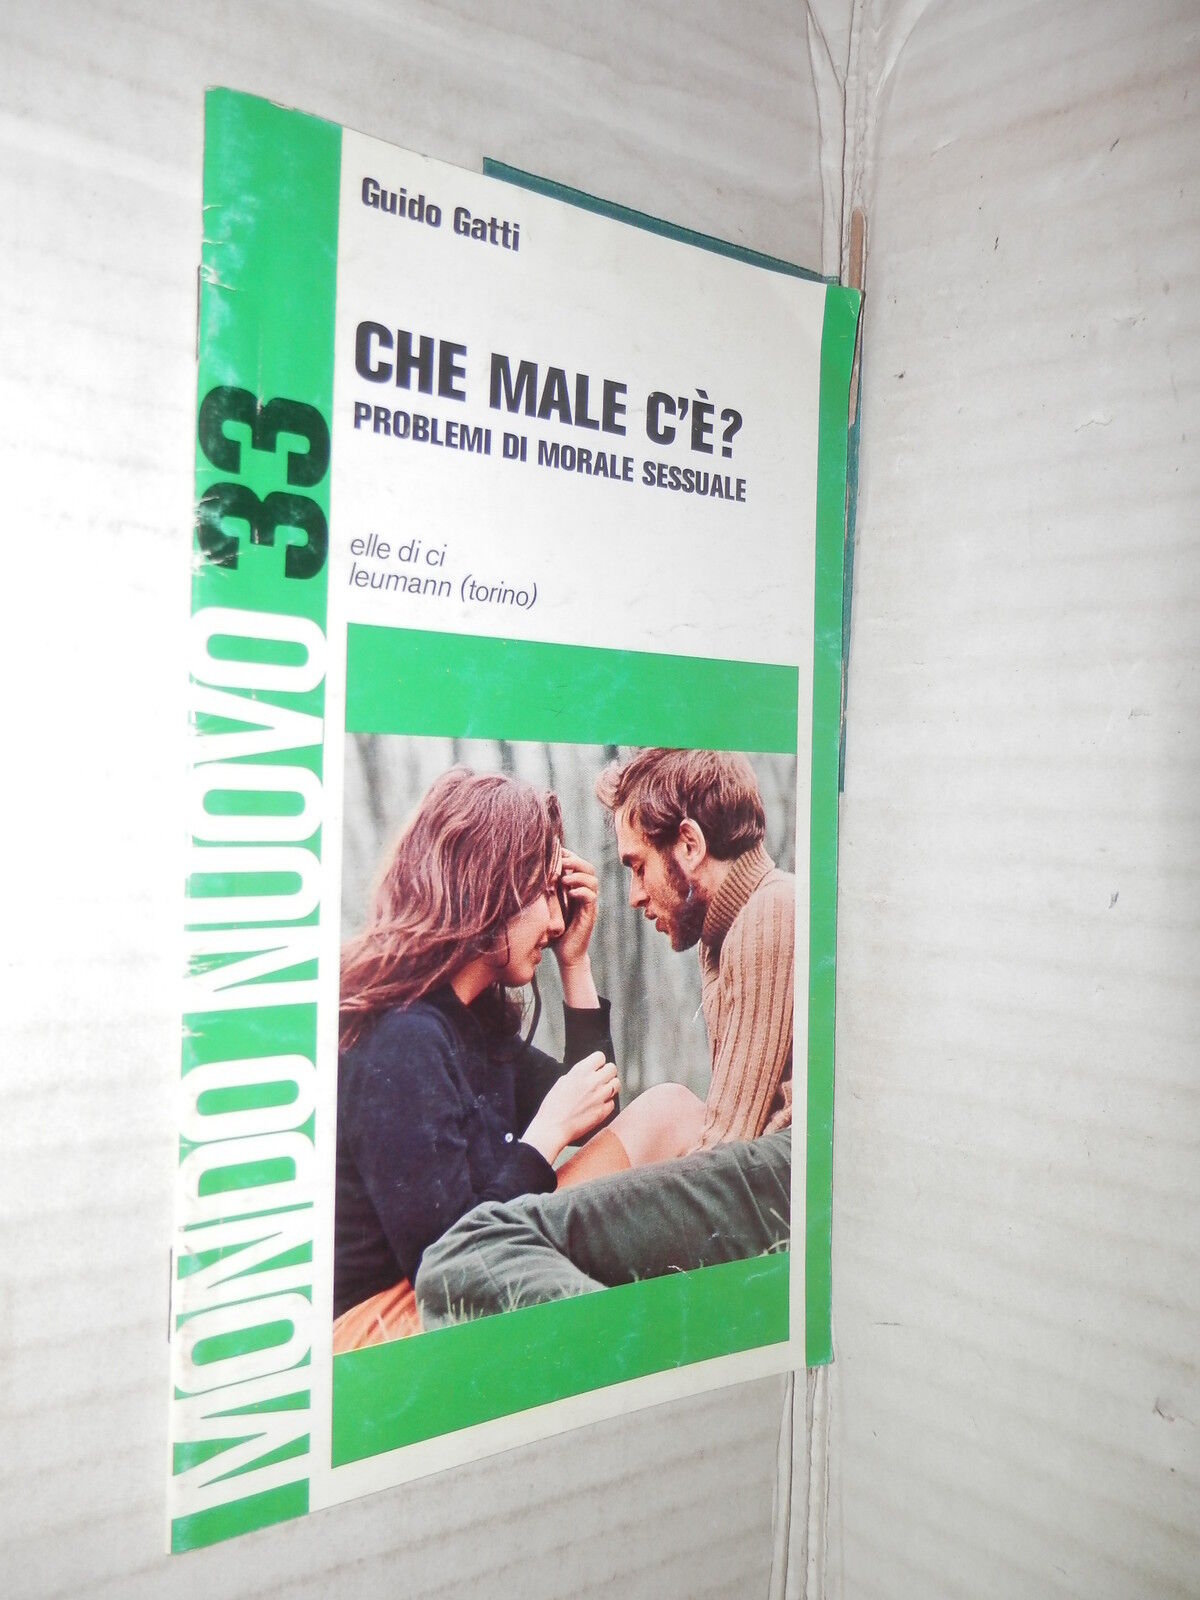 Guido Gatti
CHE MALE C'È?
PROBLEMI DI MORALE SESSUALE
elle di ci
leumann (torino)
MONDO NUOVO 33